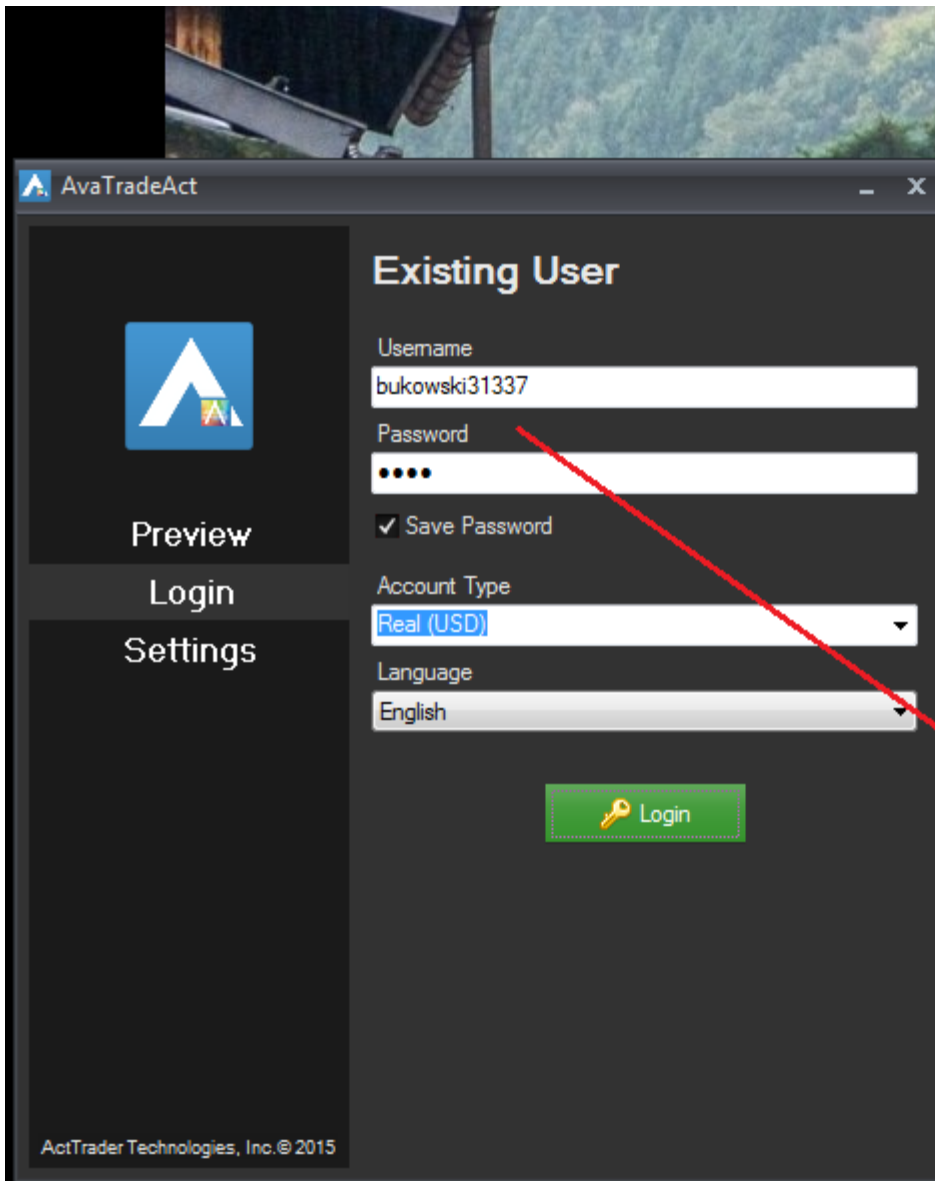 AvaTradeAct
Existing User
Username
bukowski31337
Password
••••
Save Password
Account Type
Real (USD)
Language
English
Login
Preview
Login
Settings
ActTrader Technologies, Inc.© 2015